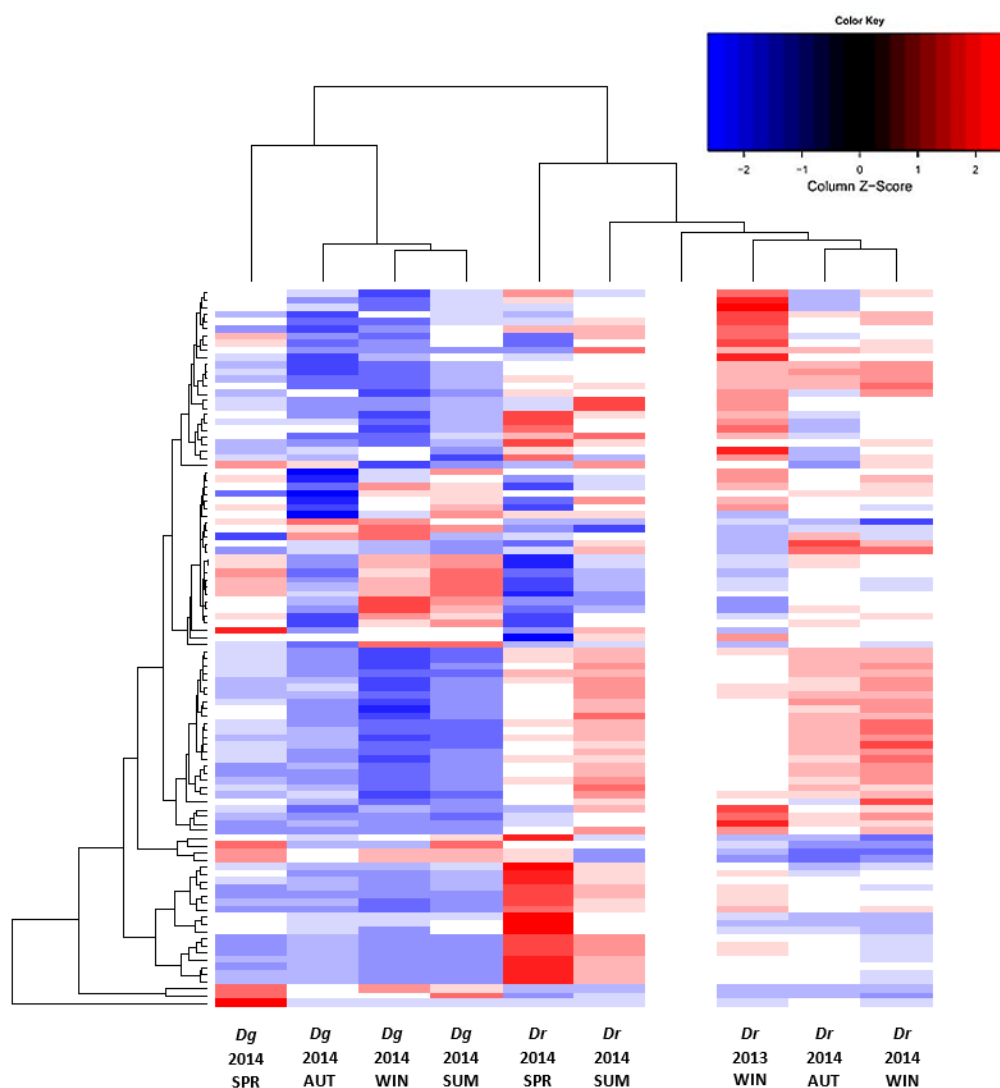 Color Key
−2 −1 0 1 2
Column Z−Score
Dg Dg Dg Dg Dr Dr Dr Dr Dr
2014 2014 2014 2014 2014 2014 2013 2014 2014
SPR AUT WIN SUM SPR SUM WIN AUT WIN